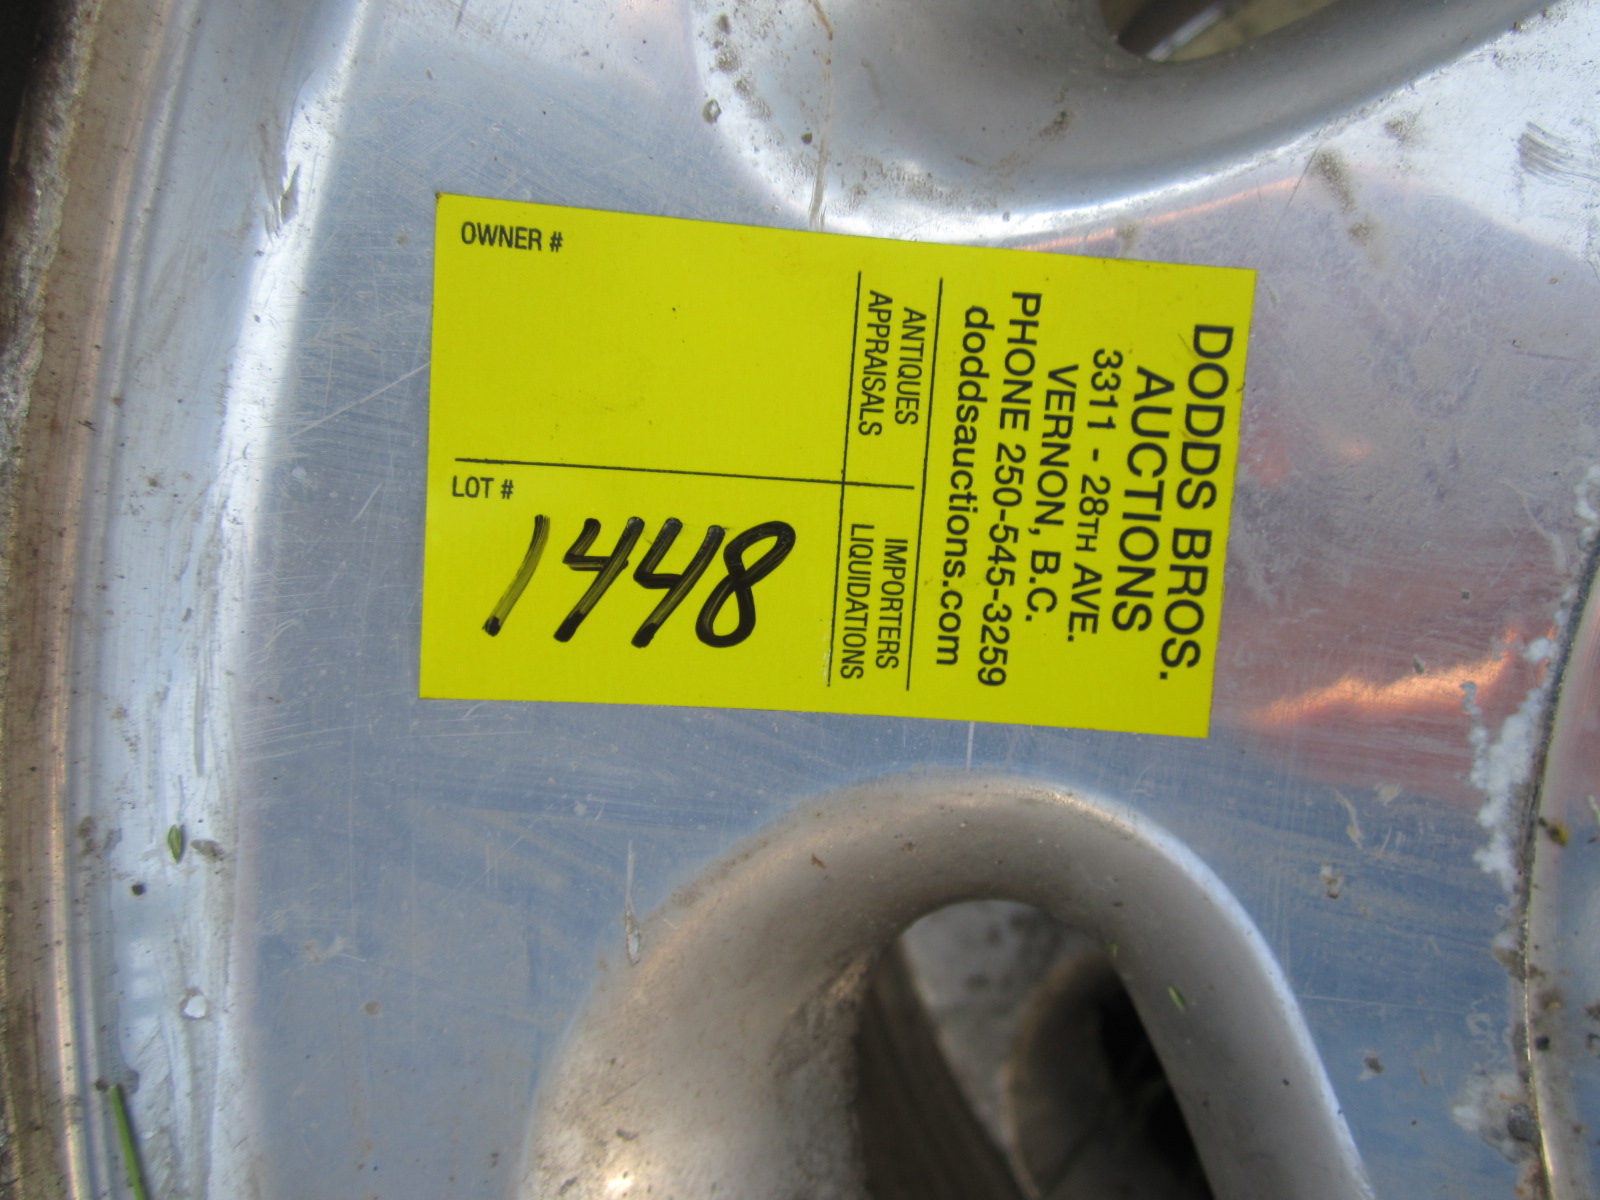 DODDS BROS.
AUCTIONS
3311 - 28TH AVE.
VERNON, B.C.
PHONE 250-545-3259
doddsauctions.com
ANTIQUES
APPRAISALS
IMPORTERS
LIQUIDATIONS
OWNER #
LOT #
1448